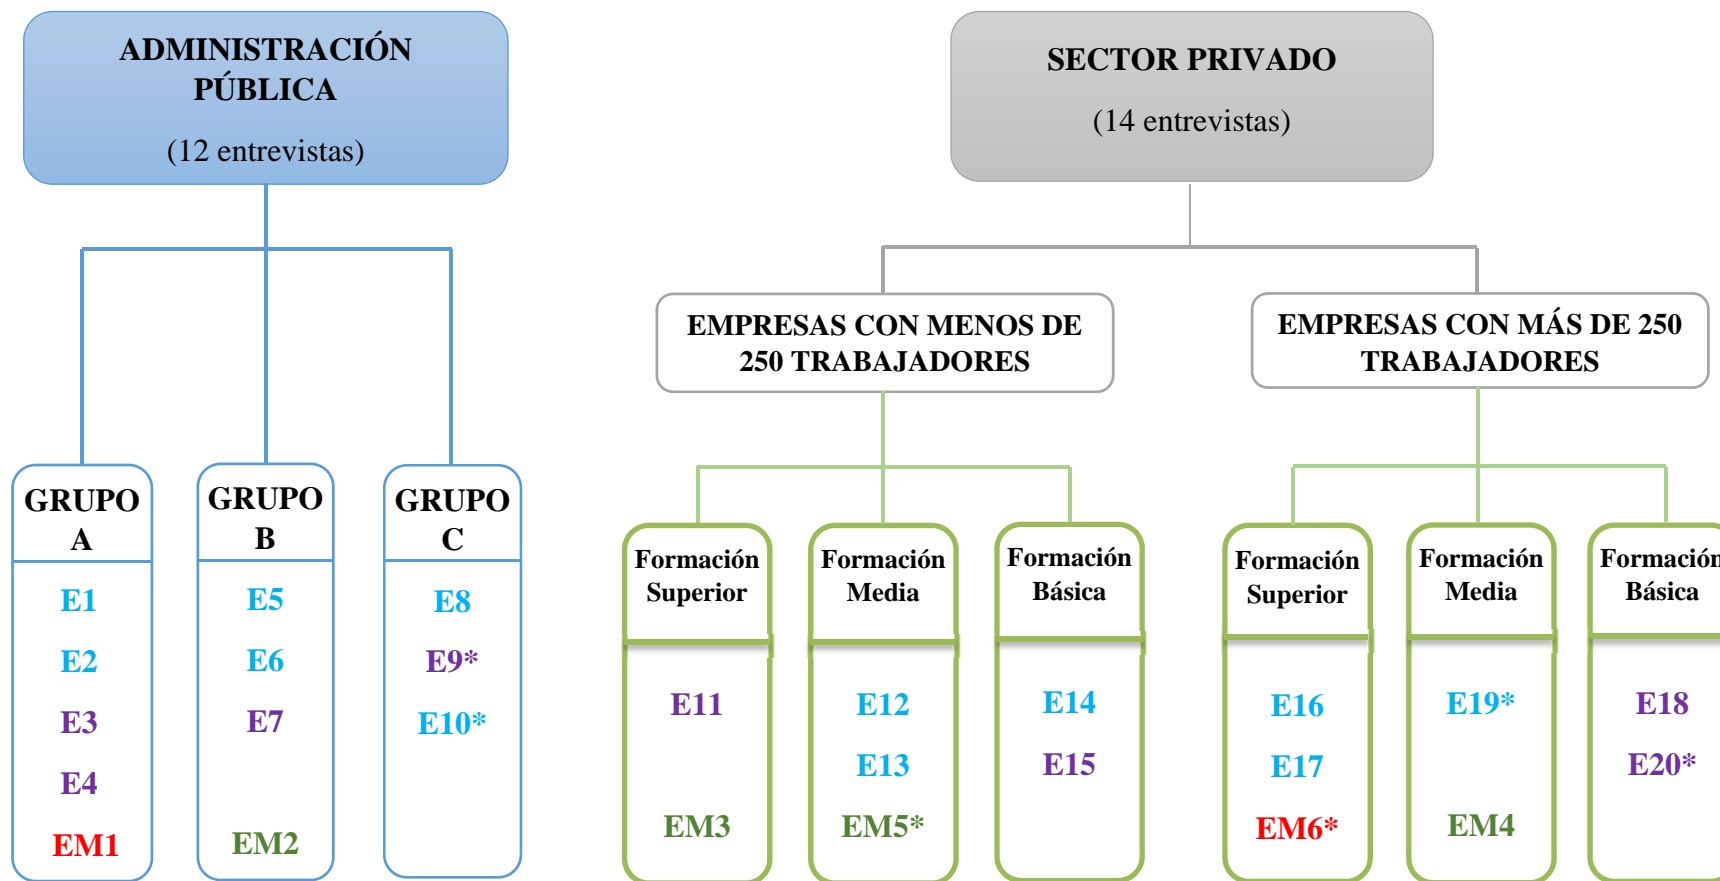 ADMINISTRACIÓN
PÚBLICA
(12 entrevistas)
GRUPO
A
E1
E2
E3
E4
EM1
GRUPO
B
E5
E6
E7
EM2
GRUPO
C
E8
E9*
E10*
SECTOR PRIVADO
(14 entrevistas)
EMPRESAS CON MENOS DE
250 TRABAJADORES
Formación
Superior
E11
EM3
Formación
Media
E12
E13
EM5*
Formación
Básica
E14
E15
EMPRESAS CON MÁS DE 250
TRABAJADORES
Formación
Superior
E16
E17
EM6*
Formación
Media
E19*
EM4
Formación
Básica
E18
E20*